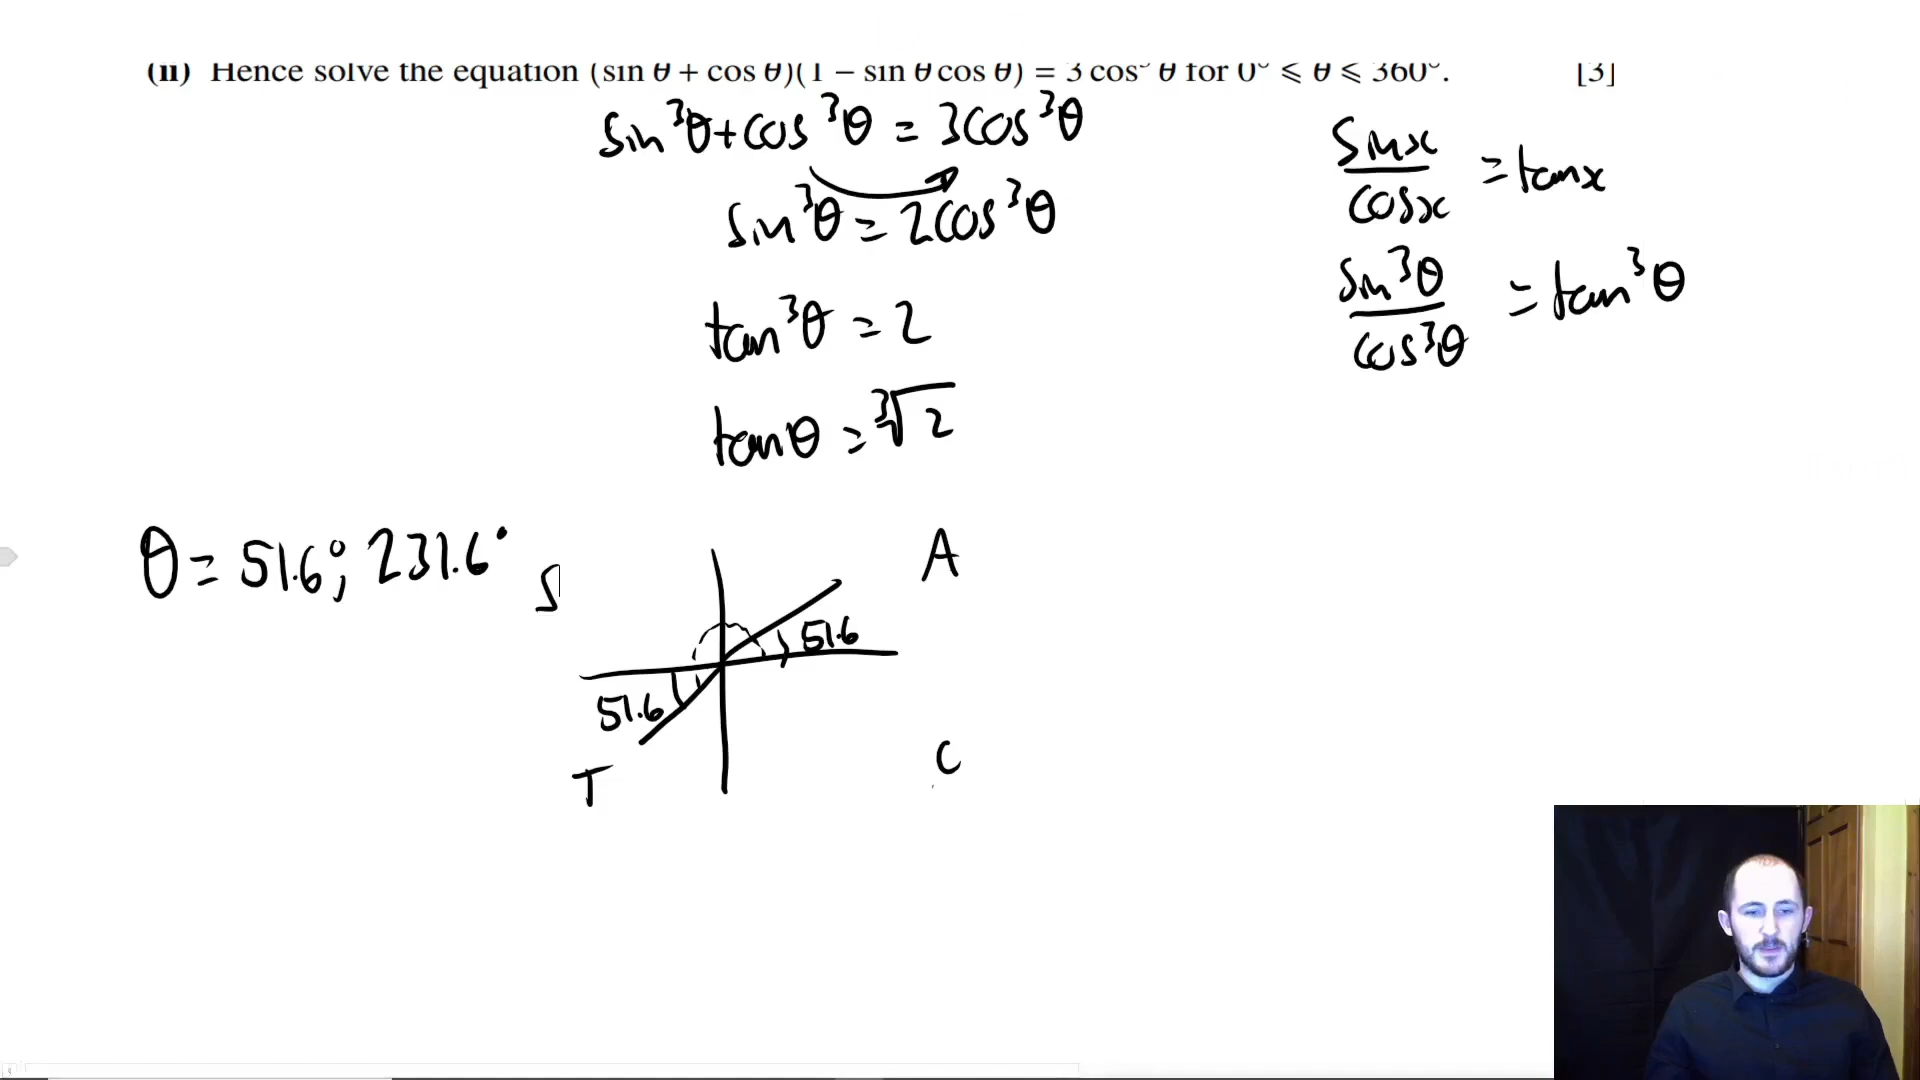 (ii) Hence solve the equation (sin θ + cos θ)(1 − sin θ cos θ) = 3 cos³ θ for 0° ⩽ θ ⩽ 360°. [3]
sin³θ + cos³θ = 3cos³θ
sin³θ = 2cos³θ
tan³θ = 2
tanθ = ∛2
sinx/cosx = tanx
sin³θ/cos³θ = tan³θ
θ = 51.6°, 231.6°
S
A
51.6
51.6
T
C